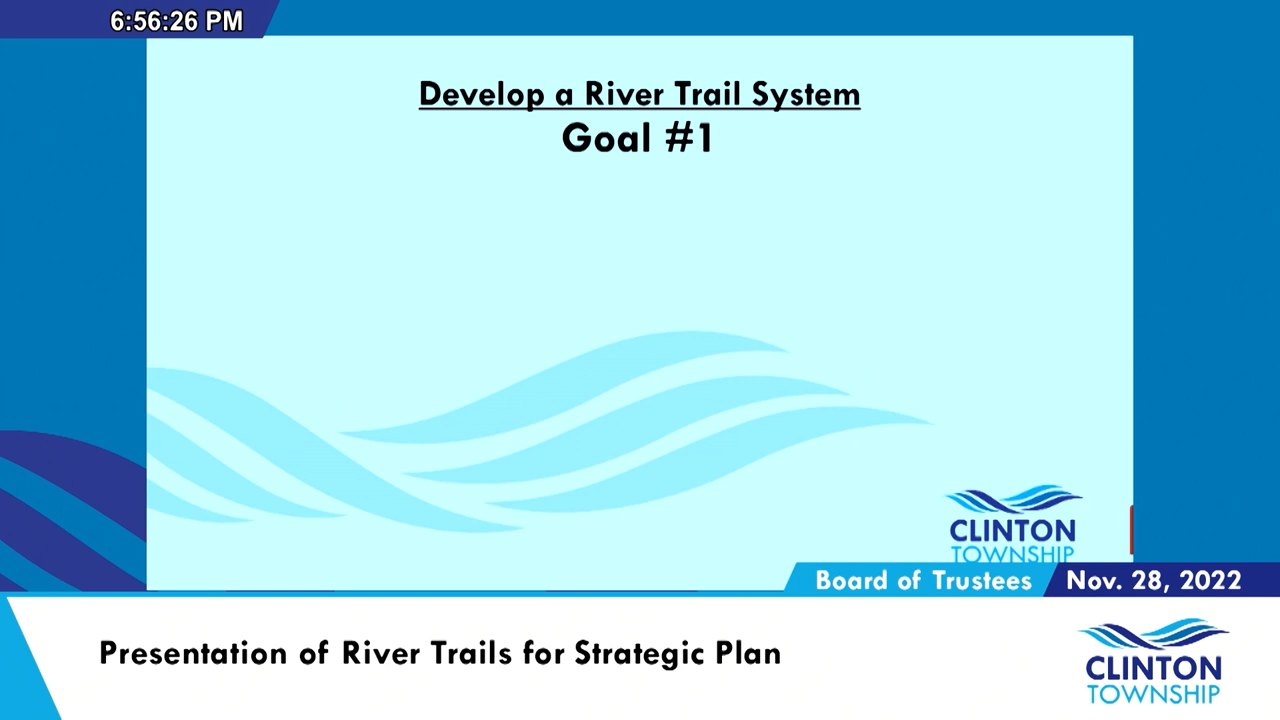 6:56:26 PM
Develop a River Trail System
Goal #1
CLINTON
TOWNSHIP
Board of Trustees
Nov. 28, 2022
Presentation of River Trails for Strategic Plan
CLINTON
TOWNSHIP